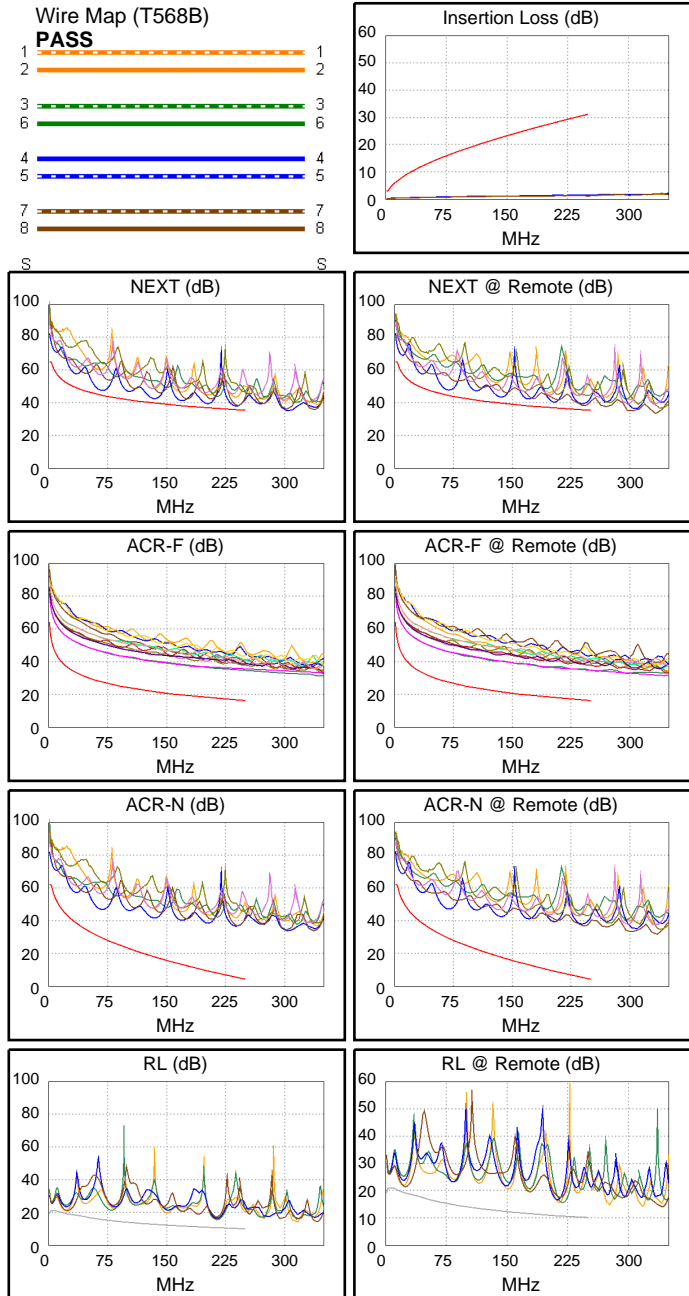 Wire Map (T568B)
PASS
1 1
2 2
3 3
6 6
4 4
5 5
7 7
8 8
S S
Insertion Loss (dB)
60
50
40
30
20
10
0
0 75 150 225 300
MHz
NEXT (dB)
100
80
60
40
20
0
0 75 150 225 300
MHz
NEXT @ Remote (dB)
100
80
60
40
20
0
0 75 150 225 300
MHz
ACR-F (dB)
100
80
60
40
20
0
0 75 150 225 300
MHz
ACR-F @ Remote (dB)
100
80
60
40
20
0
0 75 150 225 300
MHz
ACR-N (dB)
100
80
60
40
20
0
0 75 150 225 300
MHz
ACR-N @ Remote (dB)
100
80
60
40
20
0
0 75 150 225 300
MHz
RL (dB)
100
80
60
40
20
0
0 75 150 225 300
MHz
RL @ Remote (dB)
60
50
40
30
20
10
0
0 75 150 225 300
MHz